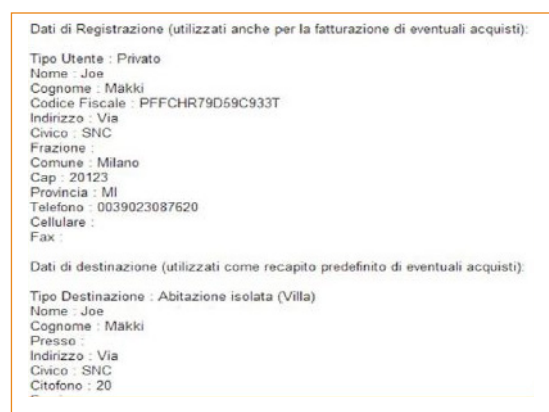 Dati di Registrazione (utilizzati anche per la fatturazione di eventuali acquisti):
Tipo Utente : Privato
Nome : Joe
Cognome : Makki
Codice Fiscale : PFFCHR79D59C933T
Indirizzo : Via
Civico : SNC
Frazione :
Comune : Milano
Cap : 20123
Provincia : MI
Telefono : 0039023087620
Cellulare :
Fax :
Dati di destinazione (utilizzati come recapito predefinito di eventuali acquisti):
Tipo Destinazione : Abitazione isolata (Villa)
Nome : Joe
Cognome : Makki
Presso :
Indirizzo : Via
Civico : SNC
Citofono : 20